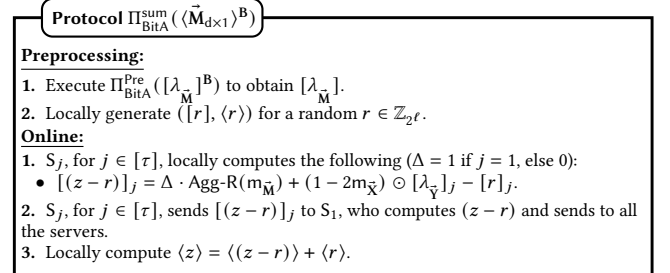 Protocol Π^sum_BitA(⟨M⃗_d×1⟩^B)
Preprocessing:
1. Execute Π^Pre_BitA([λ_M⃗]^B) to obtain [λ_M⃗].
2. Locally generate ([r], ⟨r⟩) for a random r ∈ ℤ_2ℓ.
Online:
1. S_j, for j ∈ [τ], locally computes the following (Δ = 1 if j = 1, else 0):
• [(z − r)]_j = Δ · Agg-R(m_M⃗) + (1 − 2m_X⃗) ⊙ [λ_Y⃗]_j − [r]_j.
2. S_j, for j ∈ [τ], sends [(z − r)]_j to S_1, who computes (z − r) and sends to all
the servers.
3. Locally compute ⟨z⟩ = ⟨(z − r)⟩ + ⟨r⟩.